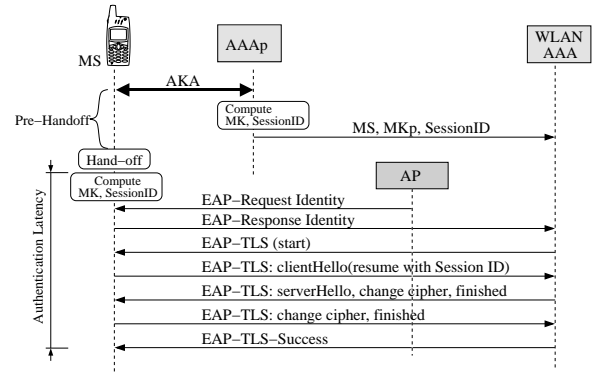 MS
AAAp
WLAN
AAA
AKA
Pre−Handoff
Compute
MK, SessionID
MS, MKp, SessionID
Hand−off
Compute
MK, SessionID
AP
Authentication Latency
EAP−Request Identity
EAP−Response Identity
EAP−TLS (start)
EAP−TLS: clientHello(resume with Session ID)
EAP−TLS: serverHello, change cipher, finished
EAP−TLS: change cipher, finished
EAP−TLS−Success